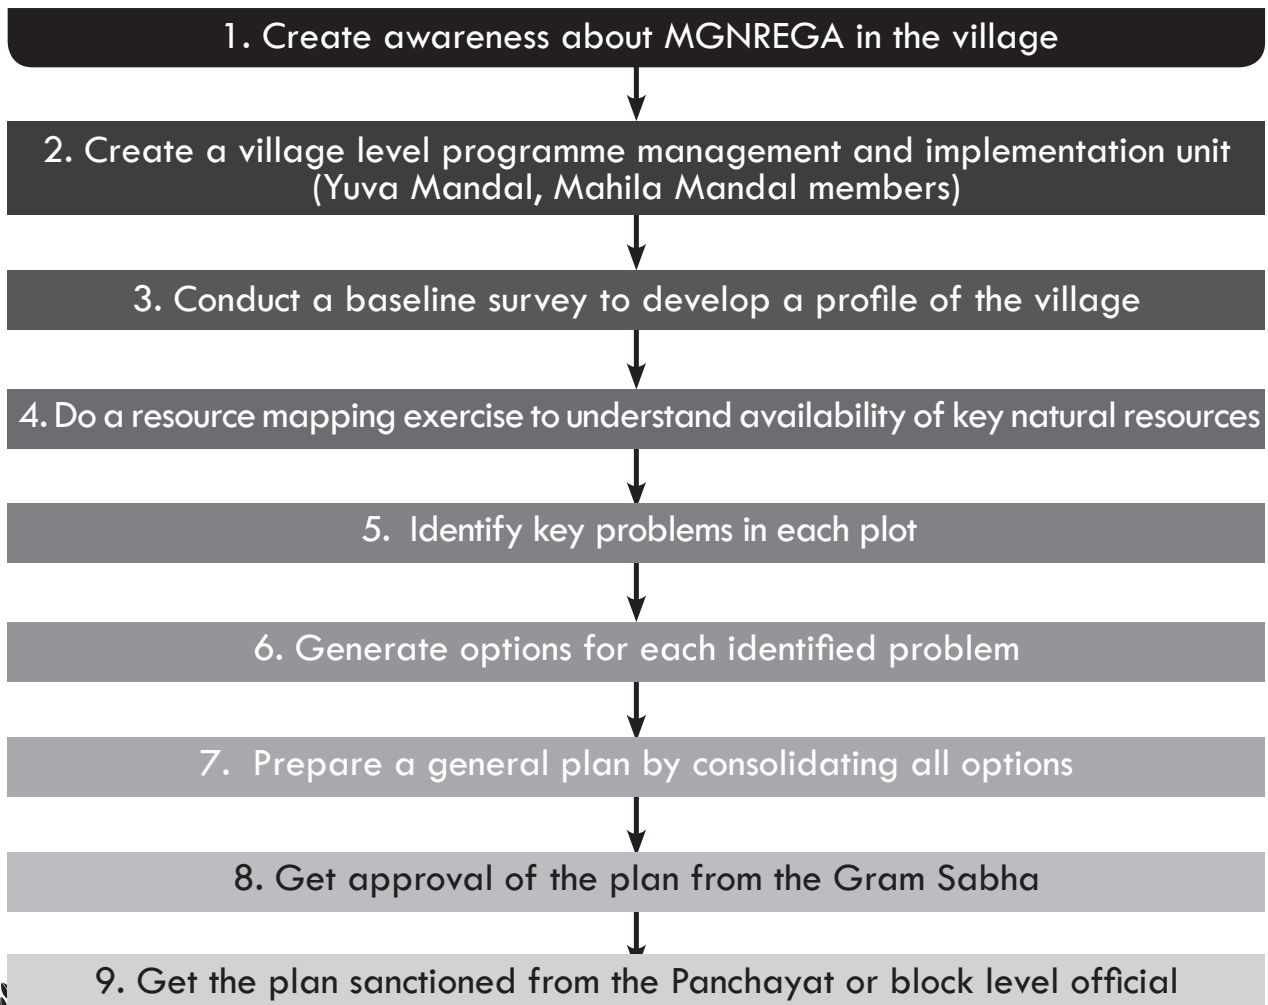 1. Create awareness about MGNREGA in the village
2. Create a village level programme management and implementation unit
(Yuva Mandal, Mahila Mandal members)
3. Conduct a baseline survey to develop a profile of the village
4. Do a resource mapping exercise to understand availability of key natural resources
5. Identify key problems in each plot
6. Generate options for each identified problem
7. Prepare a general plan by consolidating all options
8. Get approval of the plan from the Gram Sabha
9. Get the plan sanctioned from the Panchayat or block level official